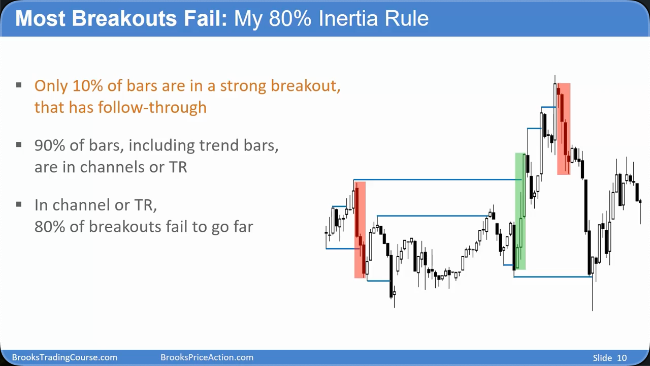 Most Breakouts Fail: My 80% Inertia Rule
Only 10% of bars are in a strong breakout,
that has follow-through
90% of bars, including trend bars,
are in channels or TR
In channel or TR,
80% of breakouts fail to go far
BrooksTradingCourse.com
BrooksPriceAction.com
Slide 10